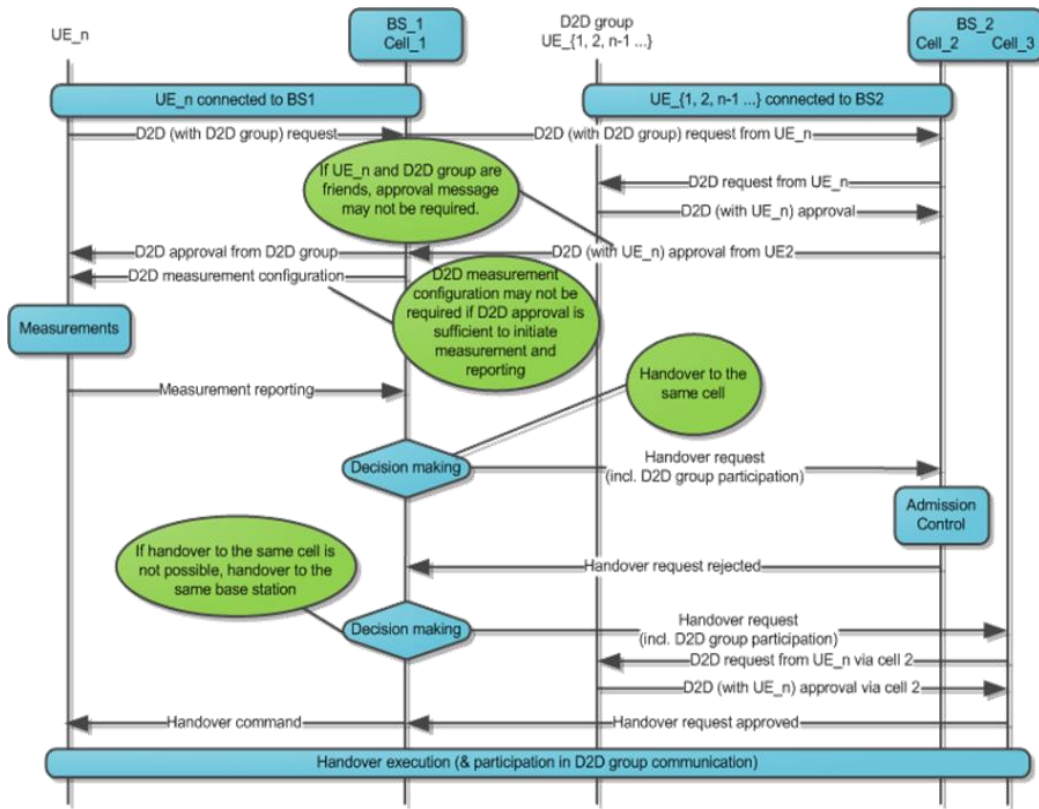 UE_n
BS_1
Cell_1
D2D group
UE_{1, 2, n-1 ...}
BS_2
Cell_2 Cell_3
UE_n connected to BS1
UE_{1, 2, n-1 ...} connected to BS2
D2D (with D2D group) request
D2D (with D2D group) request from UE_n
If UE_n and D2D group are
friends, approval message
may not be required.
D2D request from UE_n
D2D (with UE_n) approval
D2D approval from D2D group
D2D (with UE_n) approval from UE2
D2D measurement configuration
D2D measurement
configuration may not be
required if D2D approval is
sufficient to initiate
measurement and
reporting
Measurements
Handover to the
same cell
Measurement reporting
Decision making
Handover request
(incl. D2D group participation)
Admission
Control
If handover to the same cell is
not possible, handover to the
same base station
Handover request rejected
Decision making
Handover request
(incl. D2D group participation)
D2D request from UE_n via cell 2
D2D (with UE_n) approval via cell 2
Handover command
Handover request approved
Handover execution (& participation in D2D group communication)